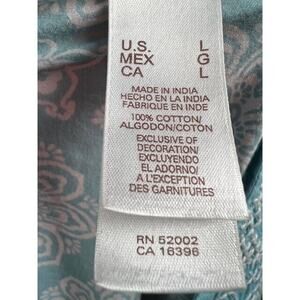 U.S. L
MEX G
CA L
MADE IN INDIA
HECHO EN LA INDIA
FABRIQUE EN INDE
100% COTTON/
ALGODON/COTON
EXCLUSIVE OF
DECORATION/
EXCLUYENDO
EL ADORNO/
A L'EXCEPTION
DES GARNITURES
RN 52002
CA 16396